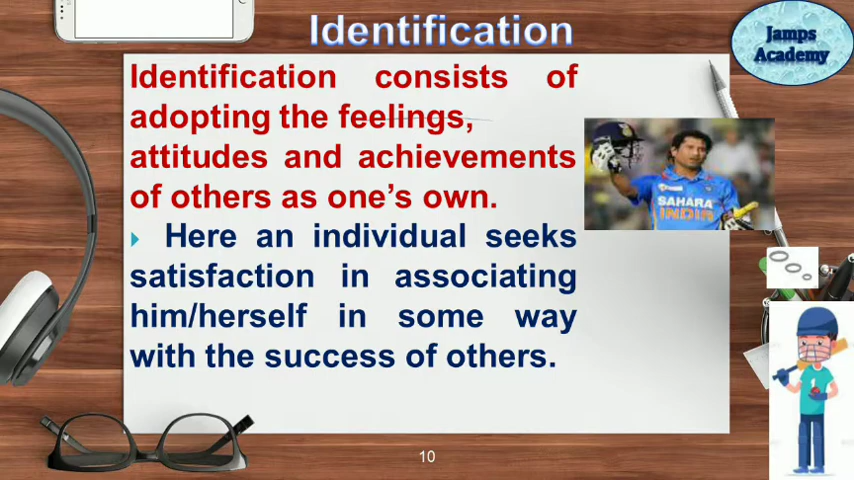 Identification
Jamps
Academy
Identification consists of
adopting the feelings,
attitudes and achievements
of others as one's own.
Here an individual seeks
satisfaction in associating
him/herself in some way
with the success of others.
SAHARA
INDIA
10